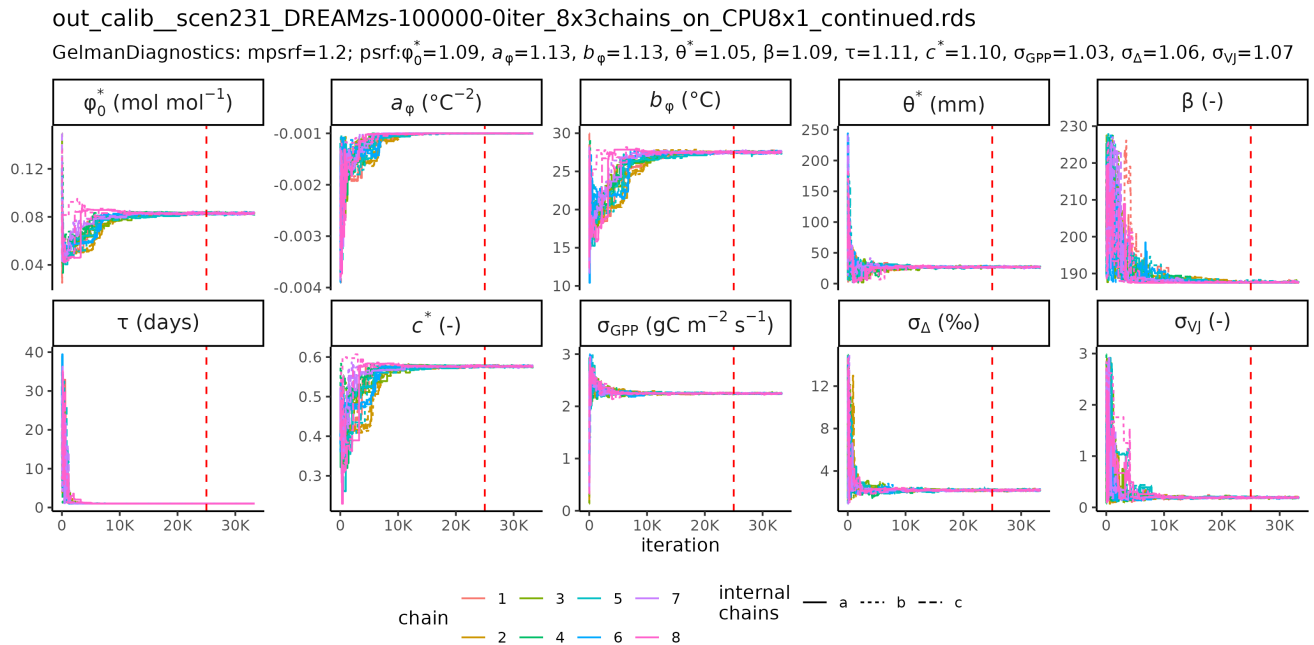 out_calib__scen231_DREAMzs-100000-0iter_8x3chains_on_CPU8x1_continued.rds
GelmanDiagnostics: mpsrf=1.2; psrf:φ₀*=1.09, aφ=1.13, bφ=1.13, θ*=1.05, β=1.09, τ=1.11, c*=1.10, σGPP=1.03, σΔ=1.06, σVJ=1.07
φ₀* (mol mol⁻¹) aφ (°C⁻²) bφ (°C) θ* (mm) β (-)
0.12 0.08 0.04
-0.001 -0.002 -0.003 -0.004
30 25 20 15 10
250 200 150 100 50 0
230 220 210 200 190
τ (days) c* (-) σGPP (gC m⁻² s⁻¹) σΔ (‰) σVJ (-)
40 30 20 10 0
0.6 0.5 0.4 0.3
3 2 1 0
12 8 4
3 2 1 0
0 10K 20K 30K 0 10K 20K 30K 0 10K 20K 30K 0 10K 20K 30K 0 10K 20K 30K
iteration
chain 1 3 5 7
2 4 6 8
internal
chains a b c